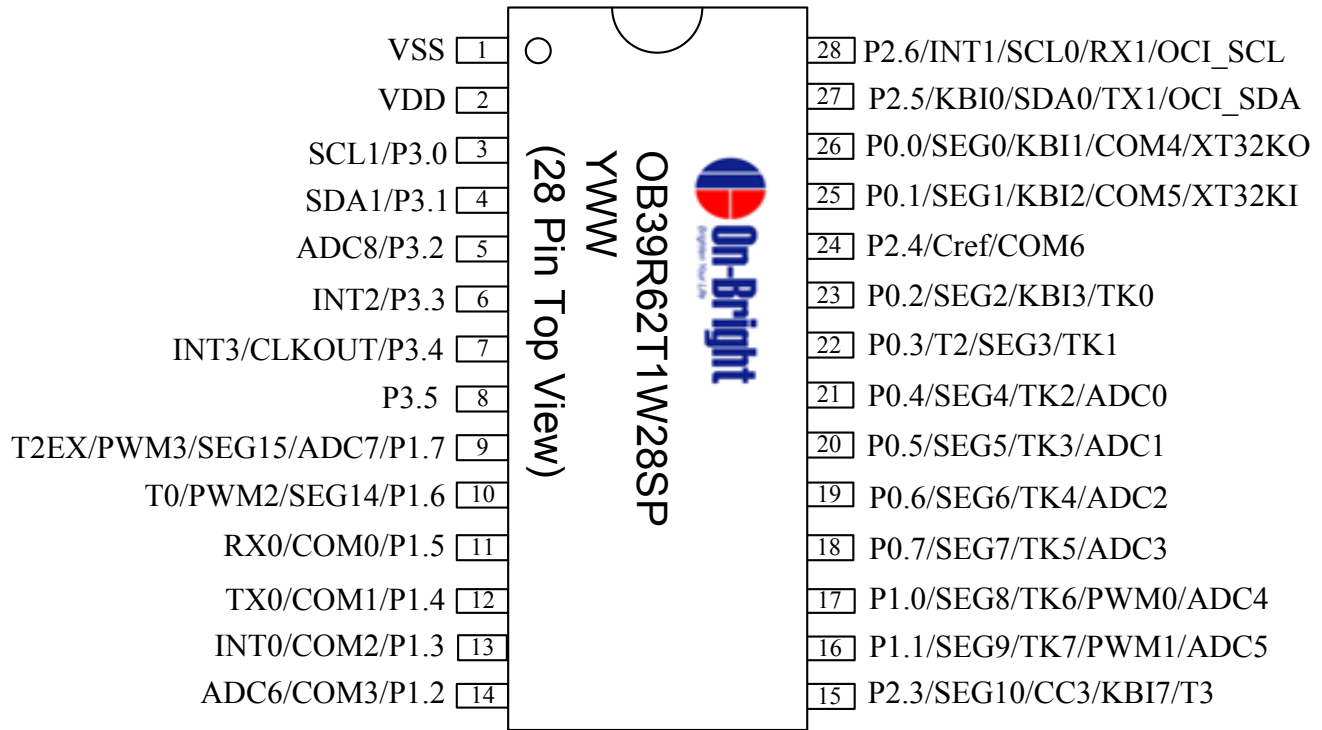 VSS 1
VDD 2
SCL1/P3.0 3
SDA1/P3.1 4
ADC8/P3.2 5
INT2/P3.3 6
INT3/CLKOUT/P3.4 7
P3.5 8
T2EX/PWM3/SEG15/ADC7/P1.7 9
T0/PWM2/SEG14/P1.6 10
RX0/COM0/P1.5 11
TX0/COM1/P1.4 12
INT0/COM2/P1.3 13
ADC6/COM3/P1.2 14
On-Bright
Brighten Your Life
OB39R62T1W28SP
YWW
(28 Pin Top View)
28 P2.6/INT1/SCL0/RX1/OCI_SCL
27 P2.5/KBI0/SDA0/TX1/OCI_SDA
26 P0.0/SEG0/KBI1/COM4/XT32KO
25 P0.1/SEG1/KBI2/COM5/XT32KI
24 P2.4/Cref/COM6
23 P0.2/SEG2/KBI3/TK0
22 P0.3/T2/SEG3/TK1
21 P0.4/SEG4/TK2/ADC0
20 P0.5/SEG5/TK3/ADC1
19 P0.6/SEG6/TK4/ADC2
18 P0.7/SEG7/TK5/ADC3
17 P1.0/SEG8/TK6/PWM0/ADC4
16 P1.1/SEG9/TK7/PWM1/ADC5
15 P2.3/SEG10/CC3/KBI7/T3